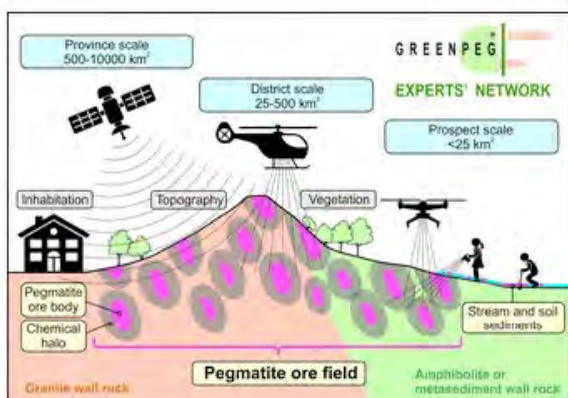 Province scale
500-10000 km²
District scale
25-500 km²
GREENPEG
EXPERTS' NETWORK
Prospect scale
<25 km²
Inhabitation
Topography
Vegetation
Pegmatite
ore body
Chemical
halo
Stream and soil
sediments
Pegmatite ore field
Granite wall rock
Amphibolite or
metasediment wall rock